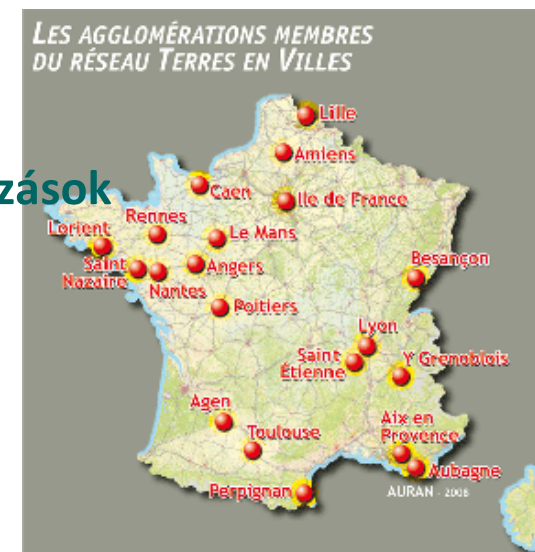 LES AGGLOMÉRATIONS MEMBRES
DU RÉSEAU TERRES EN VILLES
Lille
Amiens
zások
Caen
Ile de France
Rennes
Lorient
Le Mans
Saint
Nazaire
Angers
Besançon
Nantes
Poitiers
Lyon
Saint
Étienne
Y Grenoblois
Agen
Aix en
Provence
Toulouse
Aubagne
Perpignan
AURAN - 2008